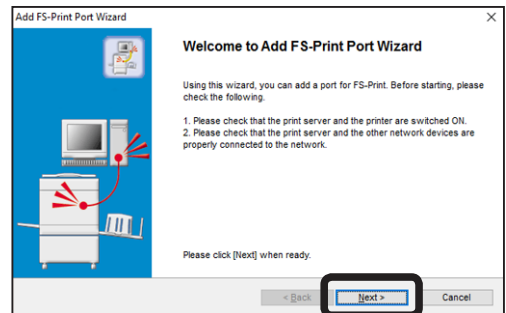 Add FS-Print Port Wizard
Welcome to Add FS-Print Port Wizard
Using this wizard, you can add a port for FS-Print. Before starting, please
check the following.
1. Please check that the print server and the printer are switched ON.
2. Please check that the print server and the other network devices are
properly connected to the network.
Please click [Next] when ready.
< Back Next > Cancel